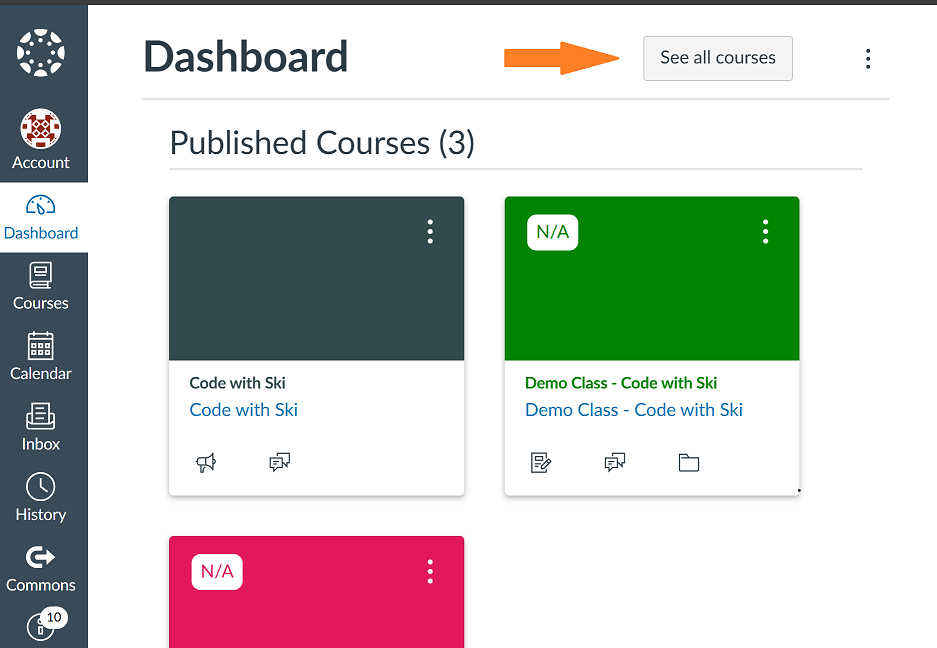 Dashboard
See all courses
Account
Published Courses (3)
Dashboard
N/A
Courses
Calendar
Code with Ski
Code with Ski
Demo Class - Code with Ski
Demo Class - Code with Ski
Inbox
History
Commons
N/A
10